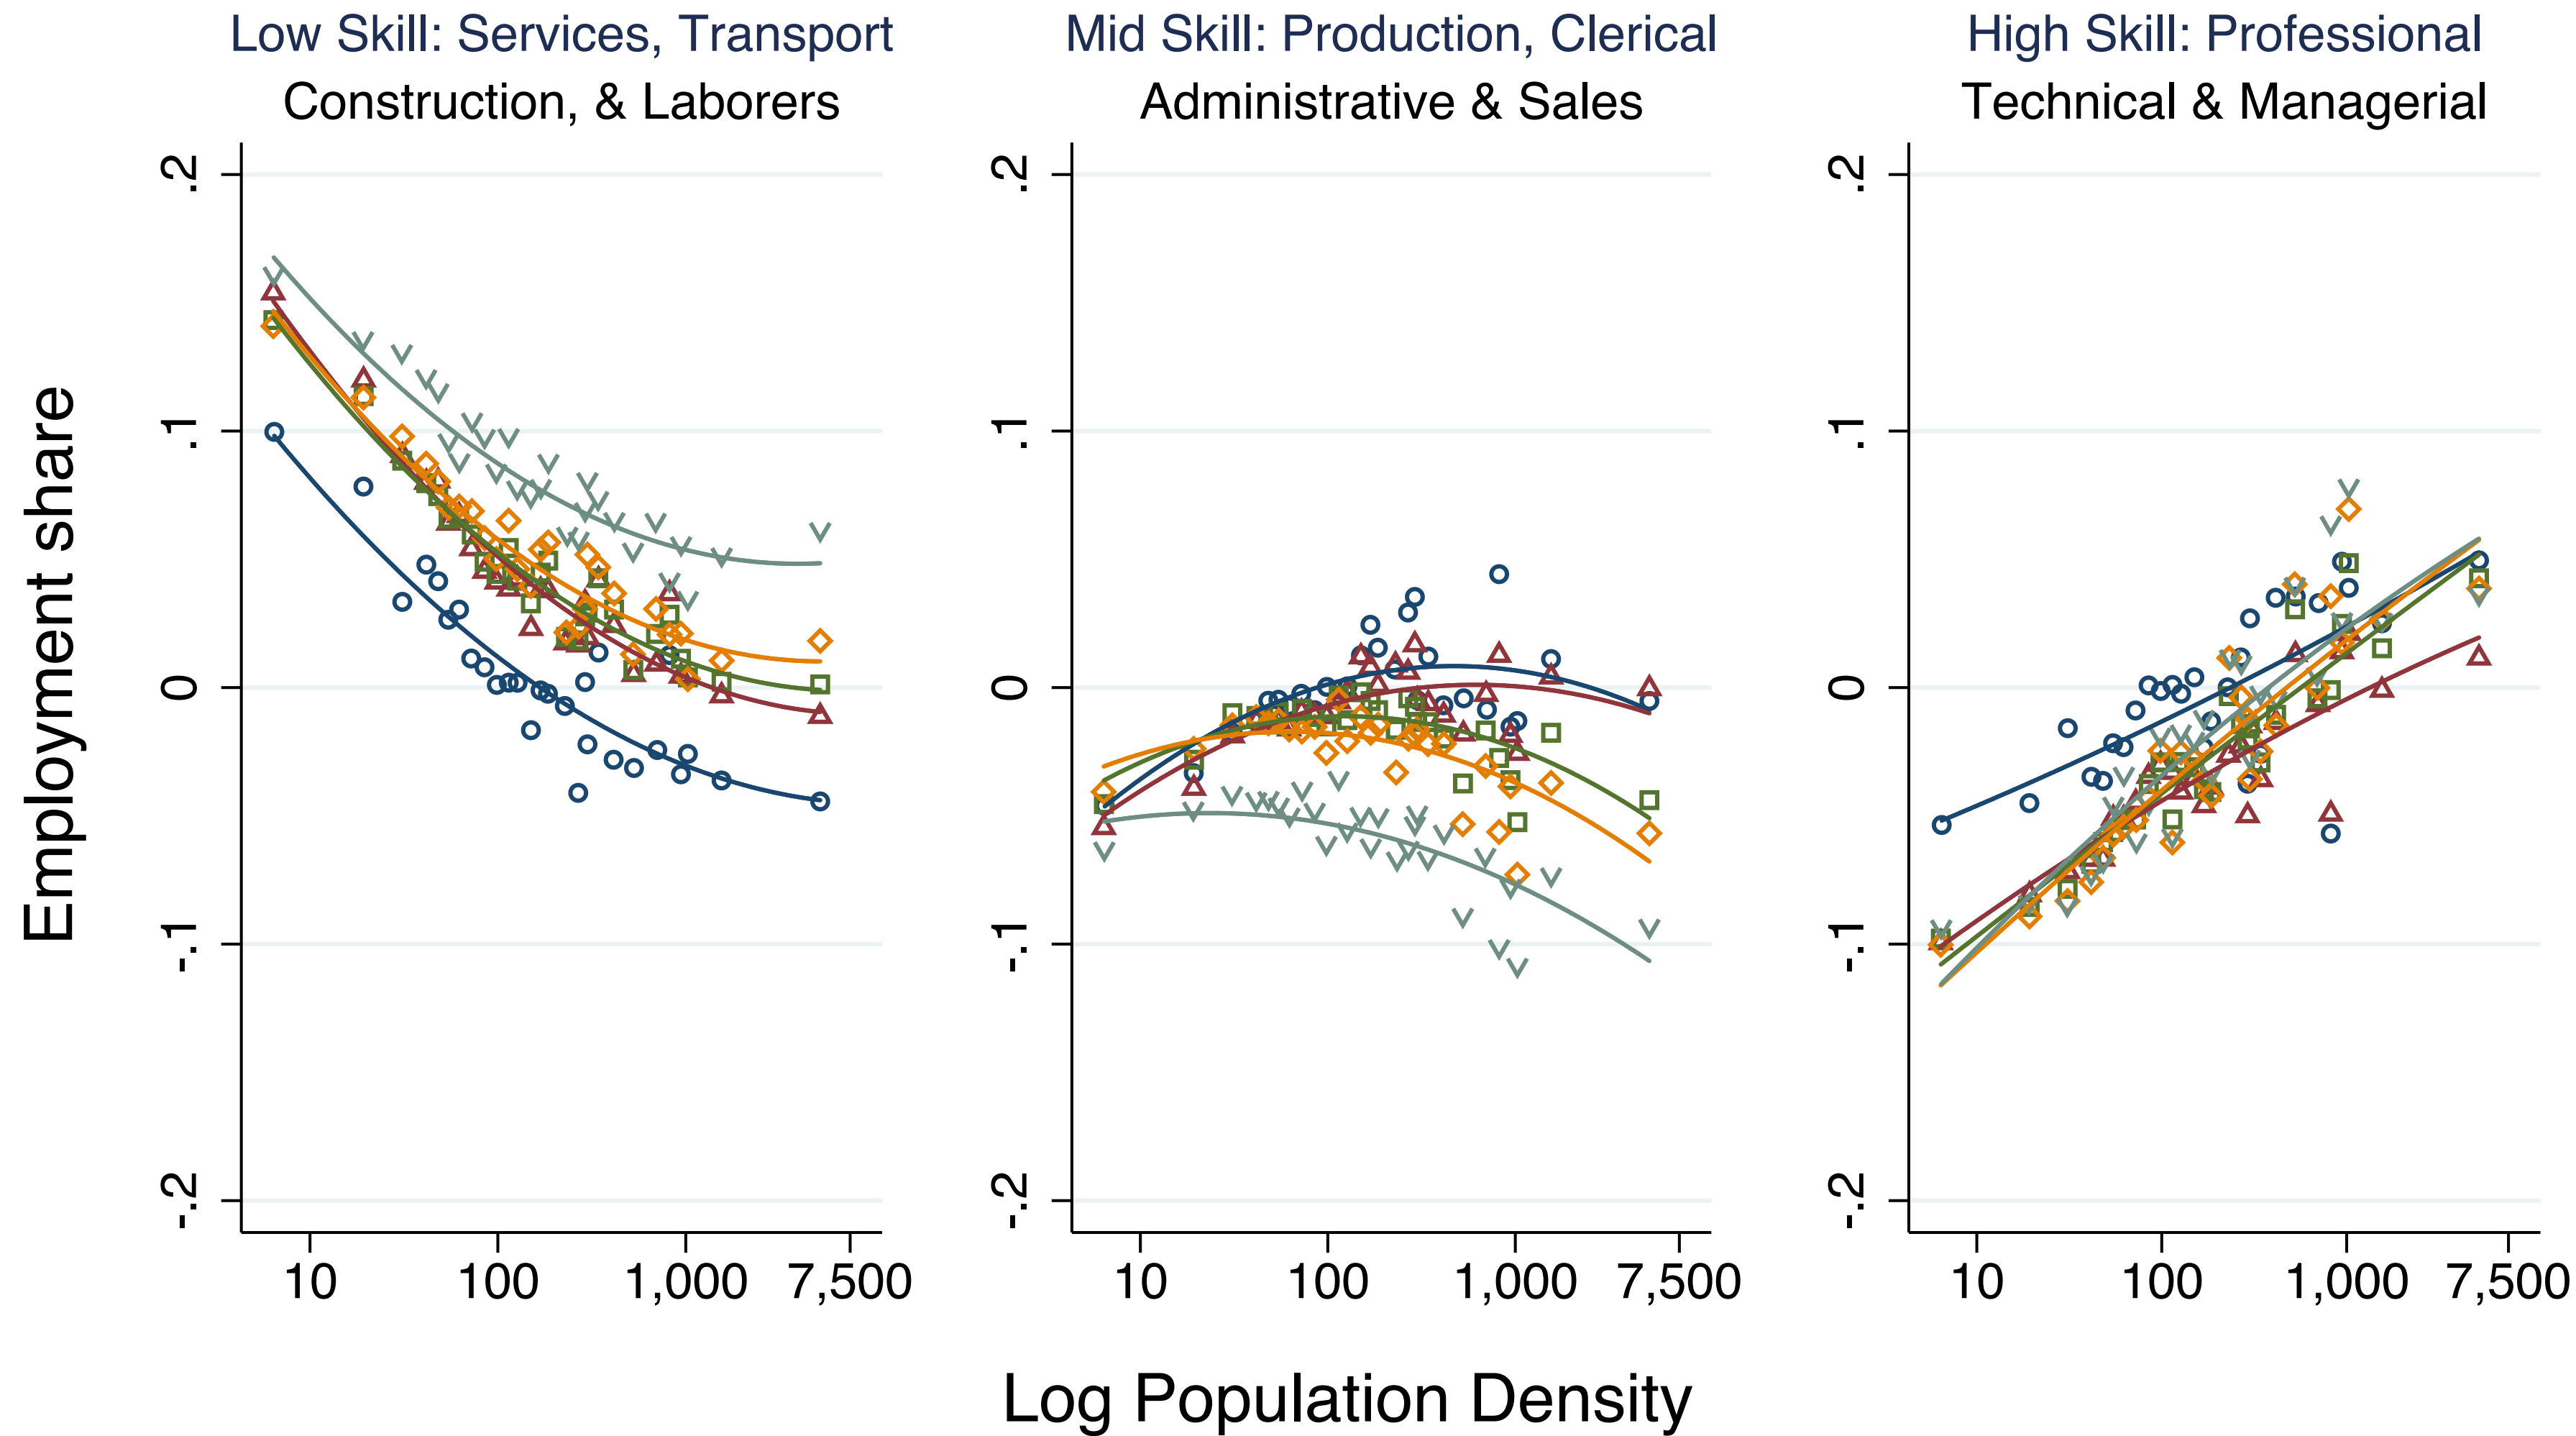 Low Skill: Services, Transport
Construction, & Laborers
Mid Skill: Production, Clerical
Administrative & Sales
High Skill: Professional
Technical & Managerial
Employment share
.2
.1
0
-.1
-.2
10 100 1,000 7,500
.2
.1
0
-.1
-.2
10 100 1,000 7,500
.2
.1
0
-.1
-.2
10 100 1,000 7,500
Log Population Density